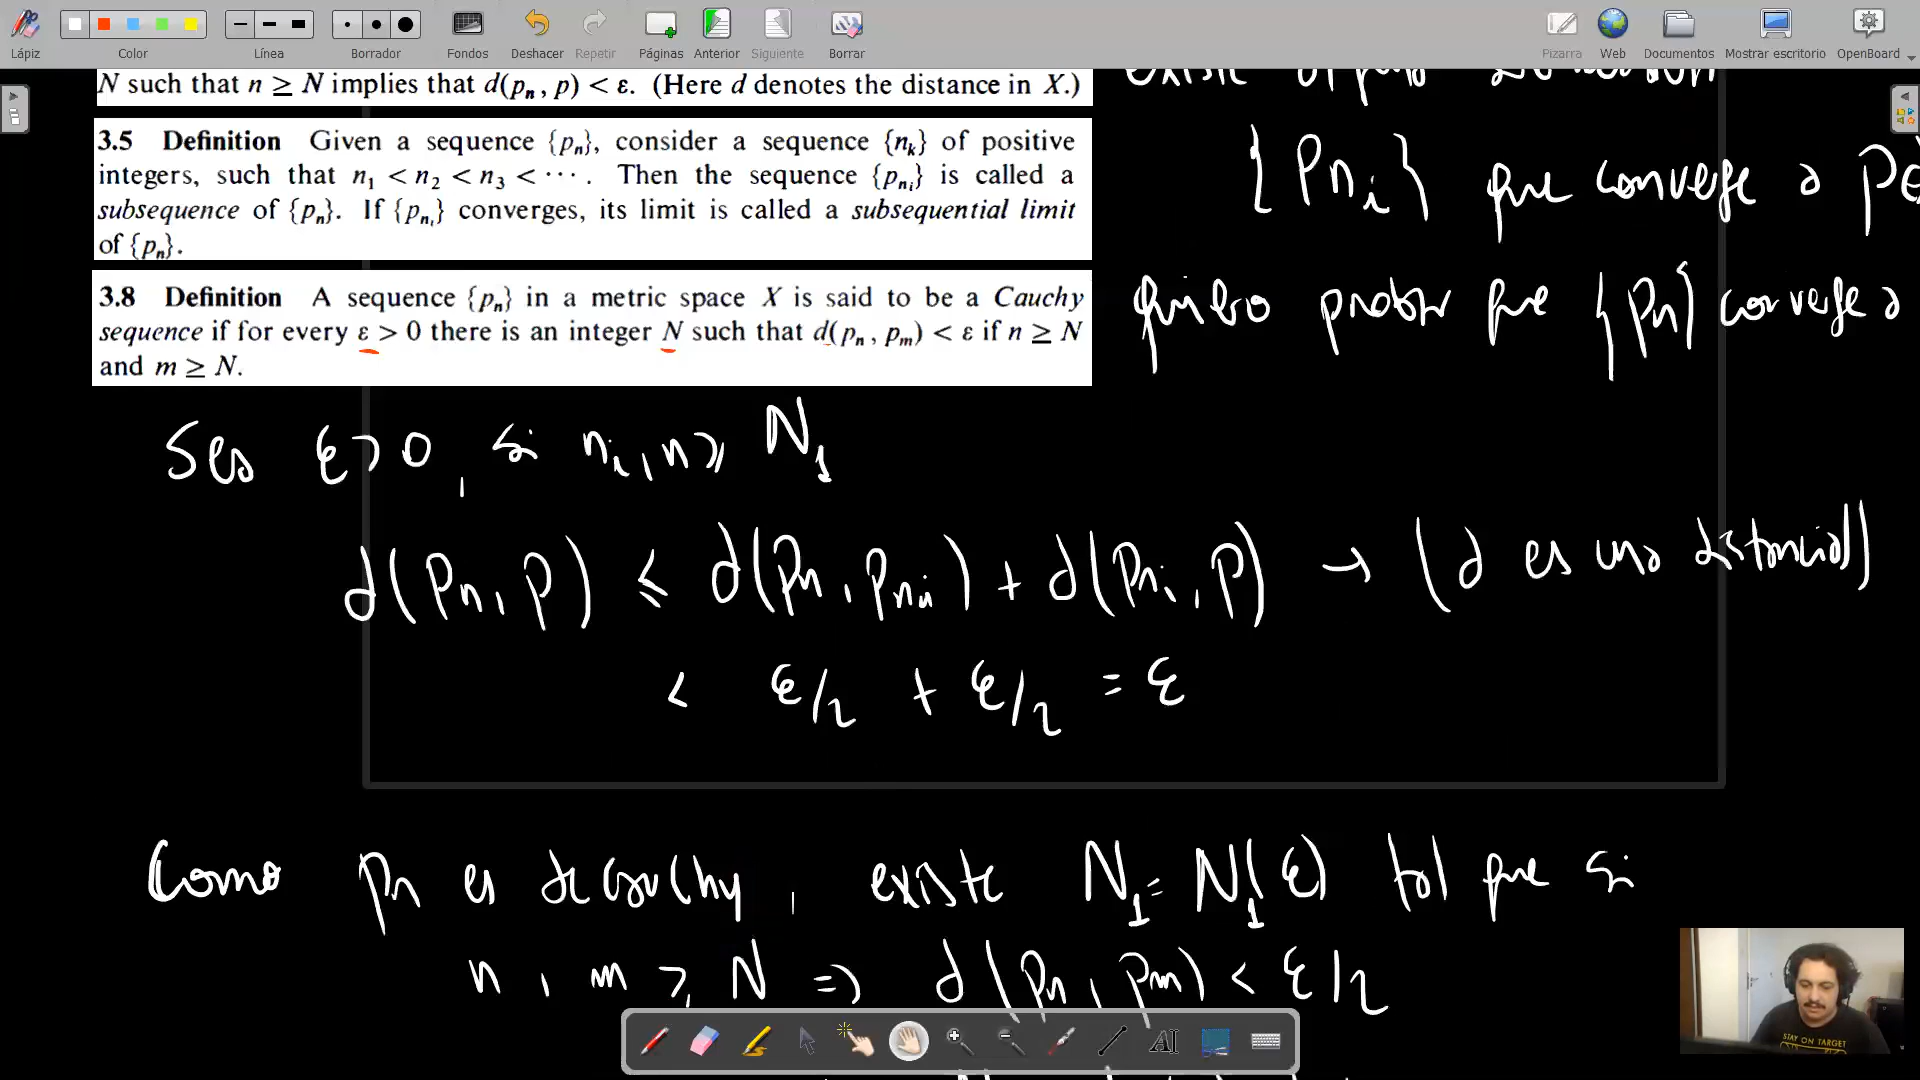 Lápiz Color Línea Borrador Fondos Deshacer Repetir Páginas Anterior Siguiente Borrar Pizarra Web Documentos Mostrar escritorio OpenBoard
N such that n ≥ N implies that d(pₙ, p) < ε. (Here d denotes the distance in X.)
3.5 Definition Given a sequence {pₙ}, consider a sequence {nₖ} of positive
integers, such that n₁ < n₂ < n₃ < ···. Then the sequence {pₙᵢ} is called a
subsequence of {pₙ}. If {pₙᵢ} converges, its limit is called a subsequential limit
of {pₙ}.
3.8 Definition A sequence {pₙ} in a metric space X is said to be a Cauchy
sequence if for every ε > 0 there is an integer N such that d(pₙ, pₘ) < ε if n ≥ N
and m ≥ N.
existe
{Pnᵢ} que converge a p∈
quiero probar que {Pn} converge a
Sea ε>0, si nᵢ, n ≥ N₁
d(Pn, P) ≤ d(Pn, Pnᵢ) + d(Pnᵢ, P) → (d es una distancia)
< ε/2 + ε/2 = ε
Como Pn es de Cauchy, existe N₁ = N₁(ε) tal que si
n, m ≥ N ⇒ d(Pn, Pm) < ε/2
STAY ON TARGET